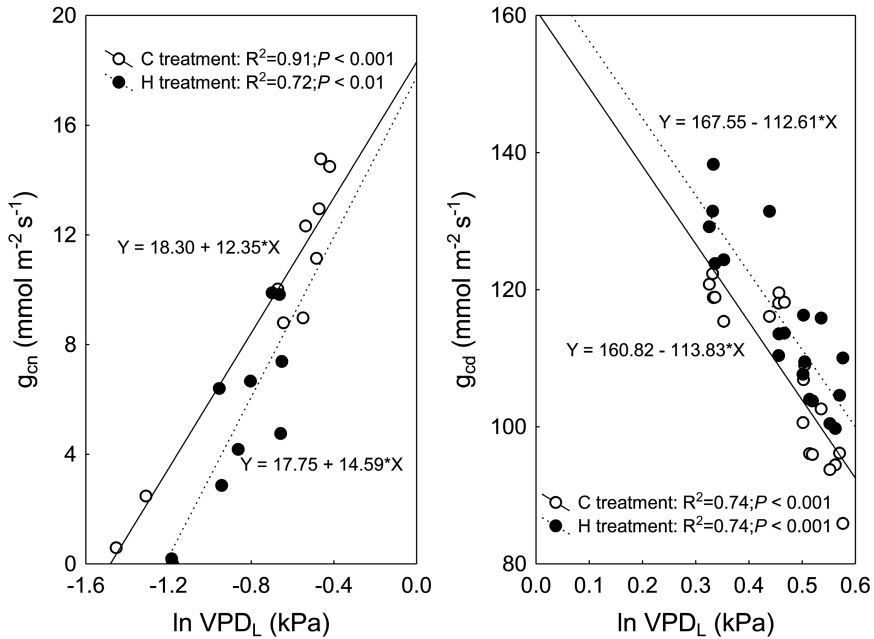 20
16
12
8
4
0
g_cn (mmol m⁻² s⁻¹)
C treatment: R²=0.91;P < 0.001
H treatment: R²=0.72;P < 0.01
Y = 18.30 + 12.35*X
Y = 17.75 + 14.59*X
-1.6 -1.2 -0.8 -0.4 0.0
ln VPD_L (kPa)
160
140
120
100
80
g_cd (mmol m⁻² s⁻¹)
Y = 167.55 - 112.61*X
Y = 160.82 - 113.83*X
C treatment: R²=0.74;P < 0.001
H treatment: R²=0.74;P < 0.001
0.0 0.1 0.2 0.3 0.4 0.5 0.6
ln VPD_L (kPa)